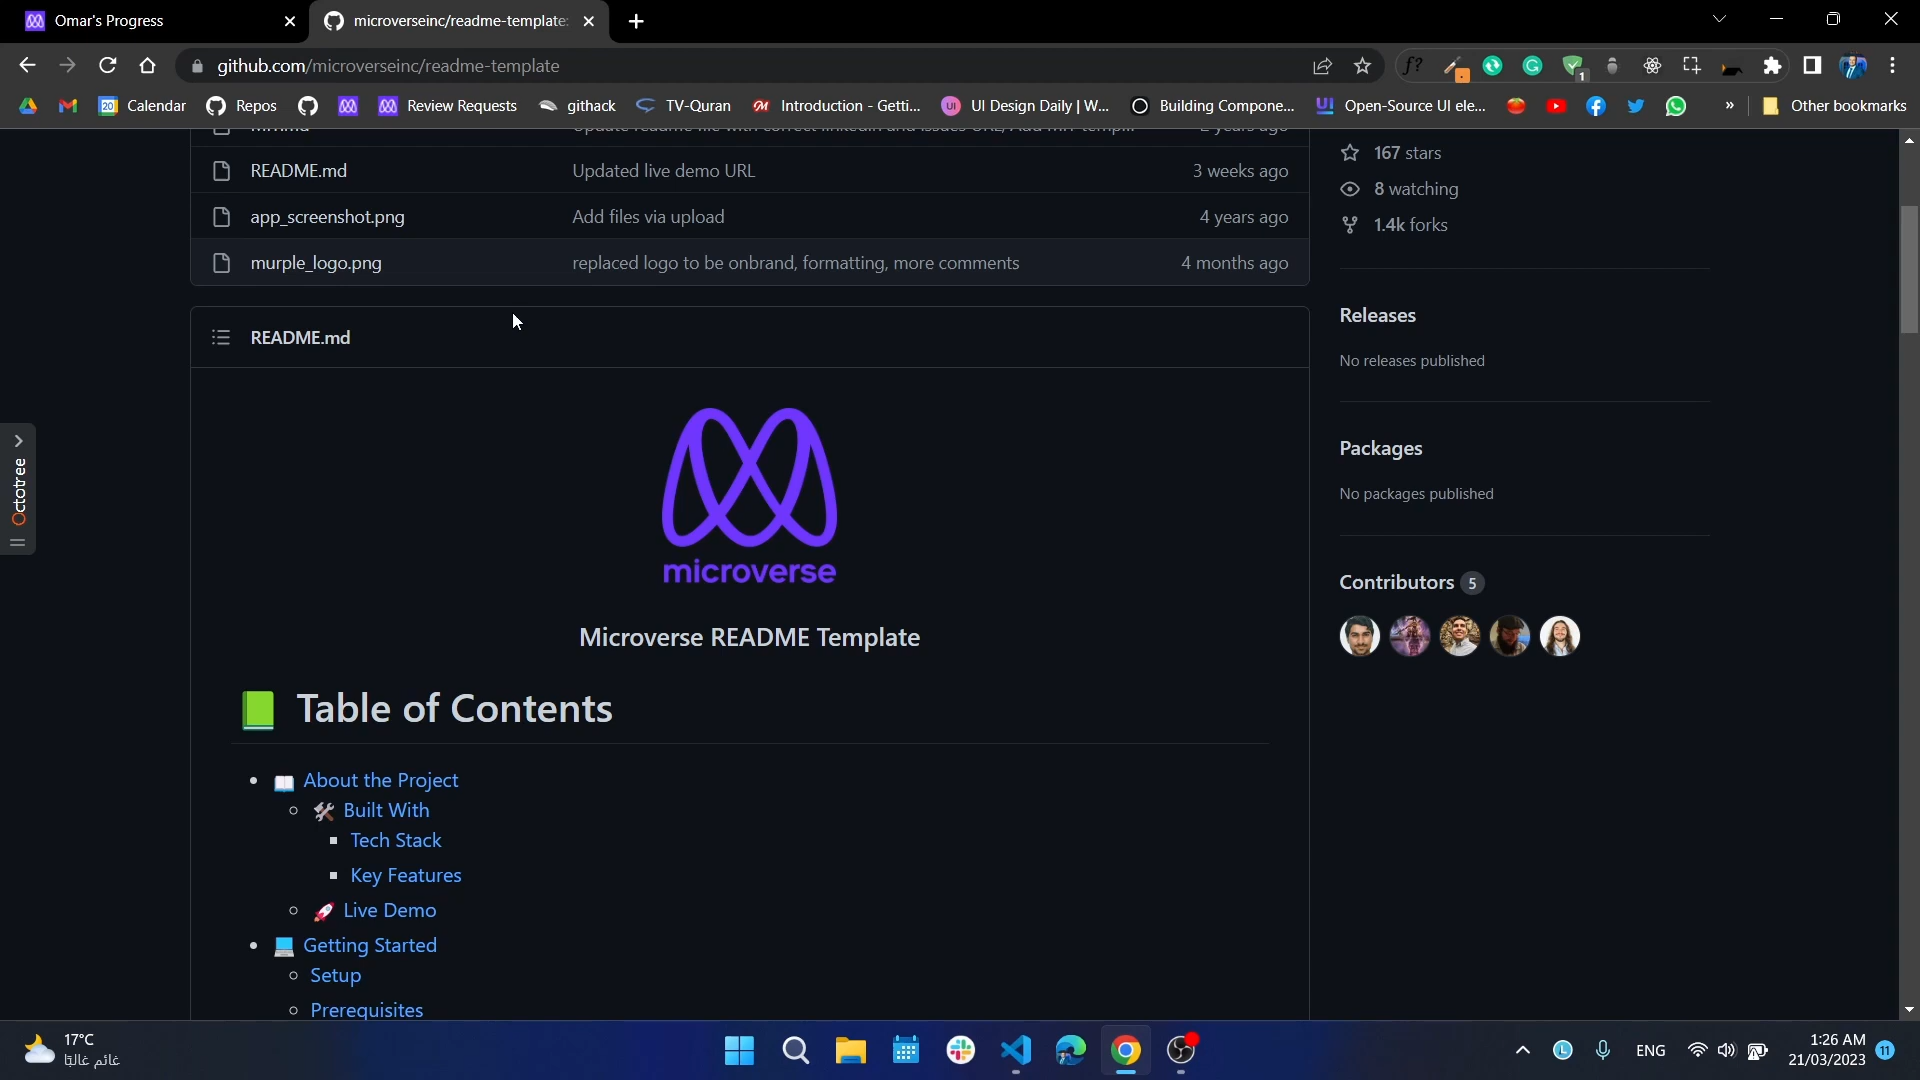 Omar's Progress
microverseinc/readme-template:
github.com/microverseinc/readme-template
Calendar
Repos
Review Requests
githack
TV-Quran
Introduction - Getti...
UI Design Daily | W...
Building Compone...
Open-Source UI ele...
»
Other bookmarks
README.md
Updated live demo URL
3 weeks ago
app_screenshot.png
Add files via upload
4 years ago
murple_logo.png
replaced logo to be onbrand, formatting, more comments
4 months ago
167 stars
8 watching
1.4k forks
Releases
No releases published
Packages
No packages published
Contributors 5
Octotree
README.md
microverse
Microverse README Template
Table of Contents
About the Project
Built With
Tech Stack
Key Features
Live Demo
Getting Started
Setup
Prerequisites
17°C
غائم غالبًا
ENG
1:26 AM
21/03/2023
11